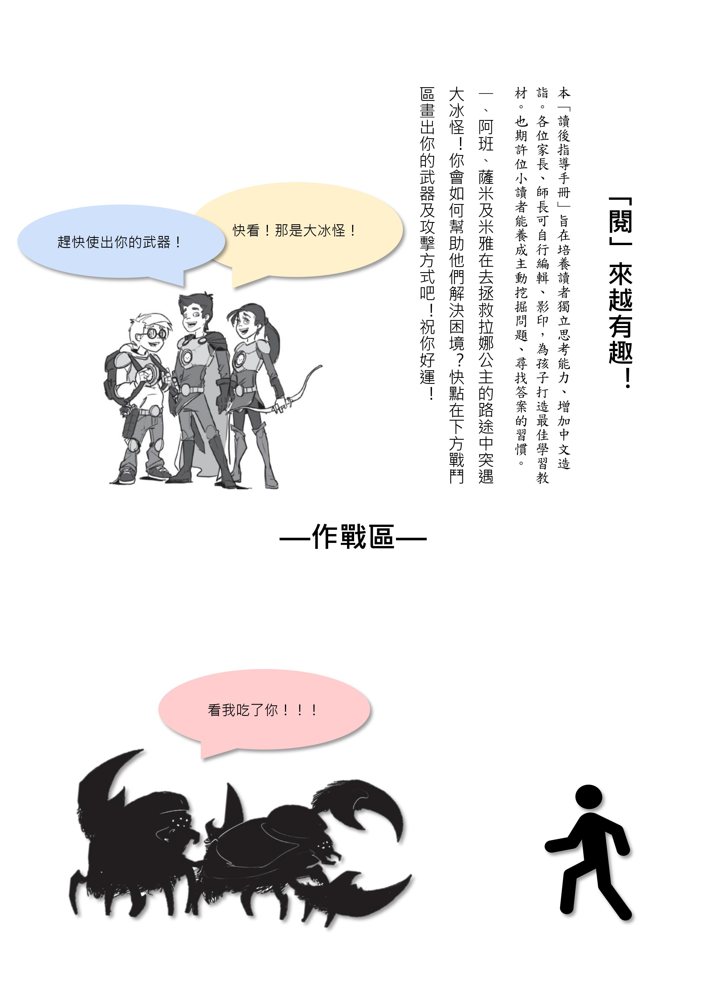 「閱」來越有趣！
本「讀後指導手冊」旨在培養讀者獨立思考能力、增加中文造
詣。各位家長、師長可自行編輯、影印，為孩子打造最佳學習教
材。也期許位小讀者能養成主動挖掘問題、尋找答案的習慣。
一、阿班、薩米及米雅在去拯救拉娜公主的路途中突遇
大冰怪！你會如何幫助他們解決困境？快點在下方戰鬥
區畫出你的武器及攻擊方式吧！祝你好運！
快看！那是大冰怪！
趕快使出你的武器！
—作戰區—
看我吃了你！！！